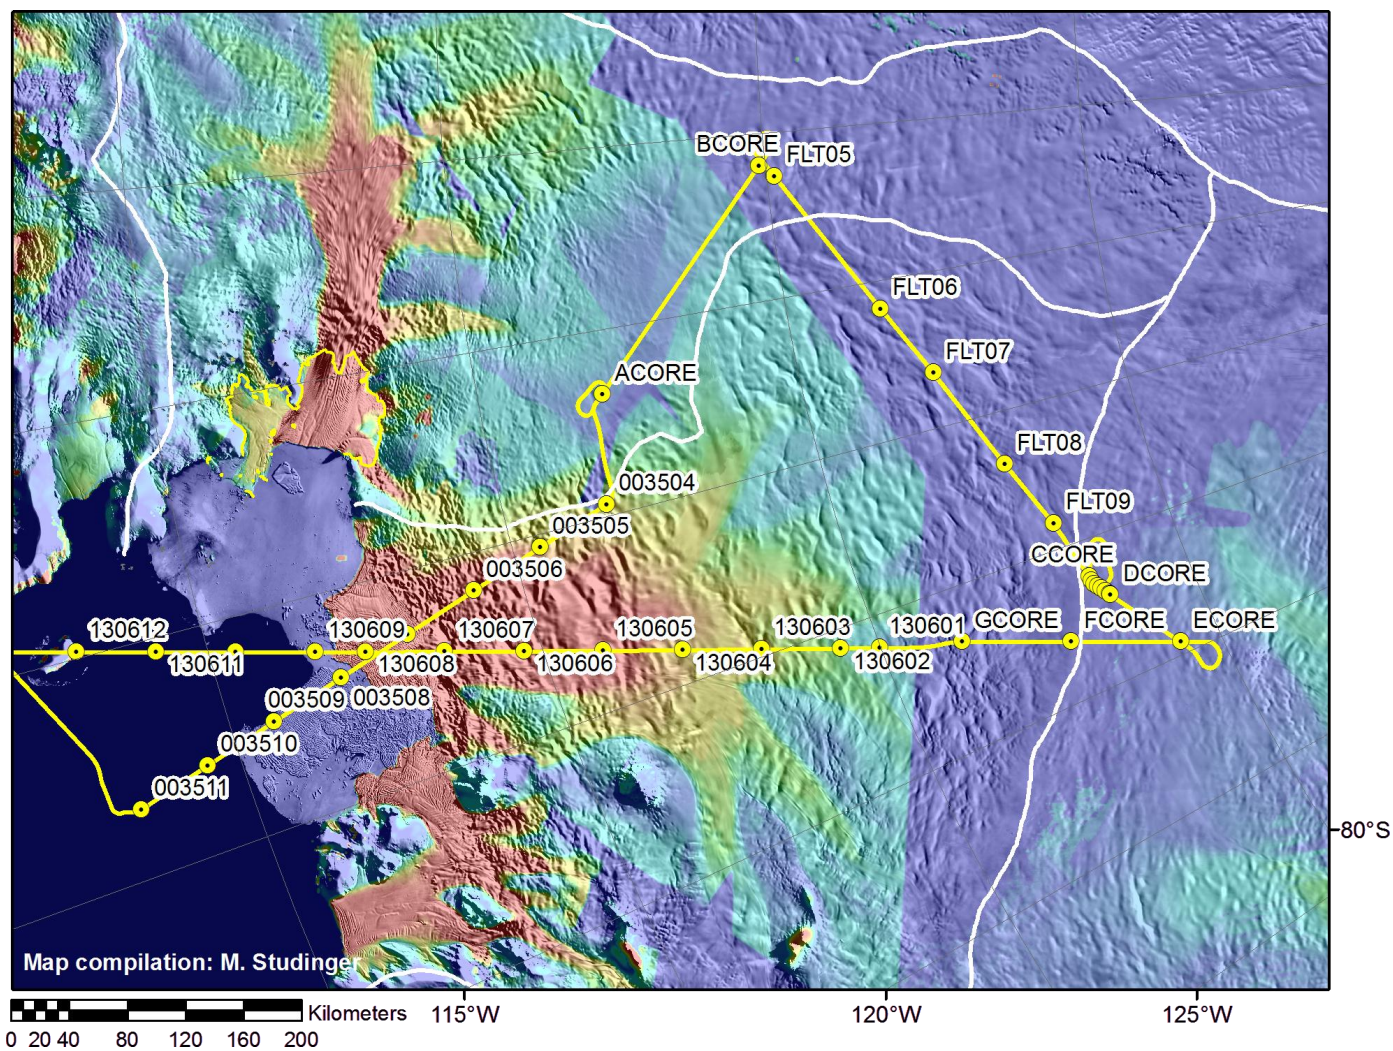 BCORE
FLT05
FLT06
FLT07
ACORE
FLT08
003504
FLT09
003505
CCORE
003506
DCORE
130612
130609
130607
130605
130603
130601
GCORE
FCORE
ECORE
130611
130608
130606
130604
130602
003509
003508
003510
003511
80°S
Map compilation: M. Studinger
Kilometers
115°W
120°W
125°W
0 20 40 80 120 160 200